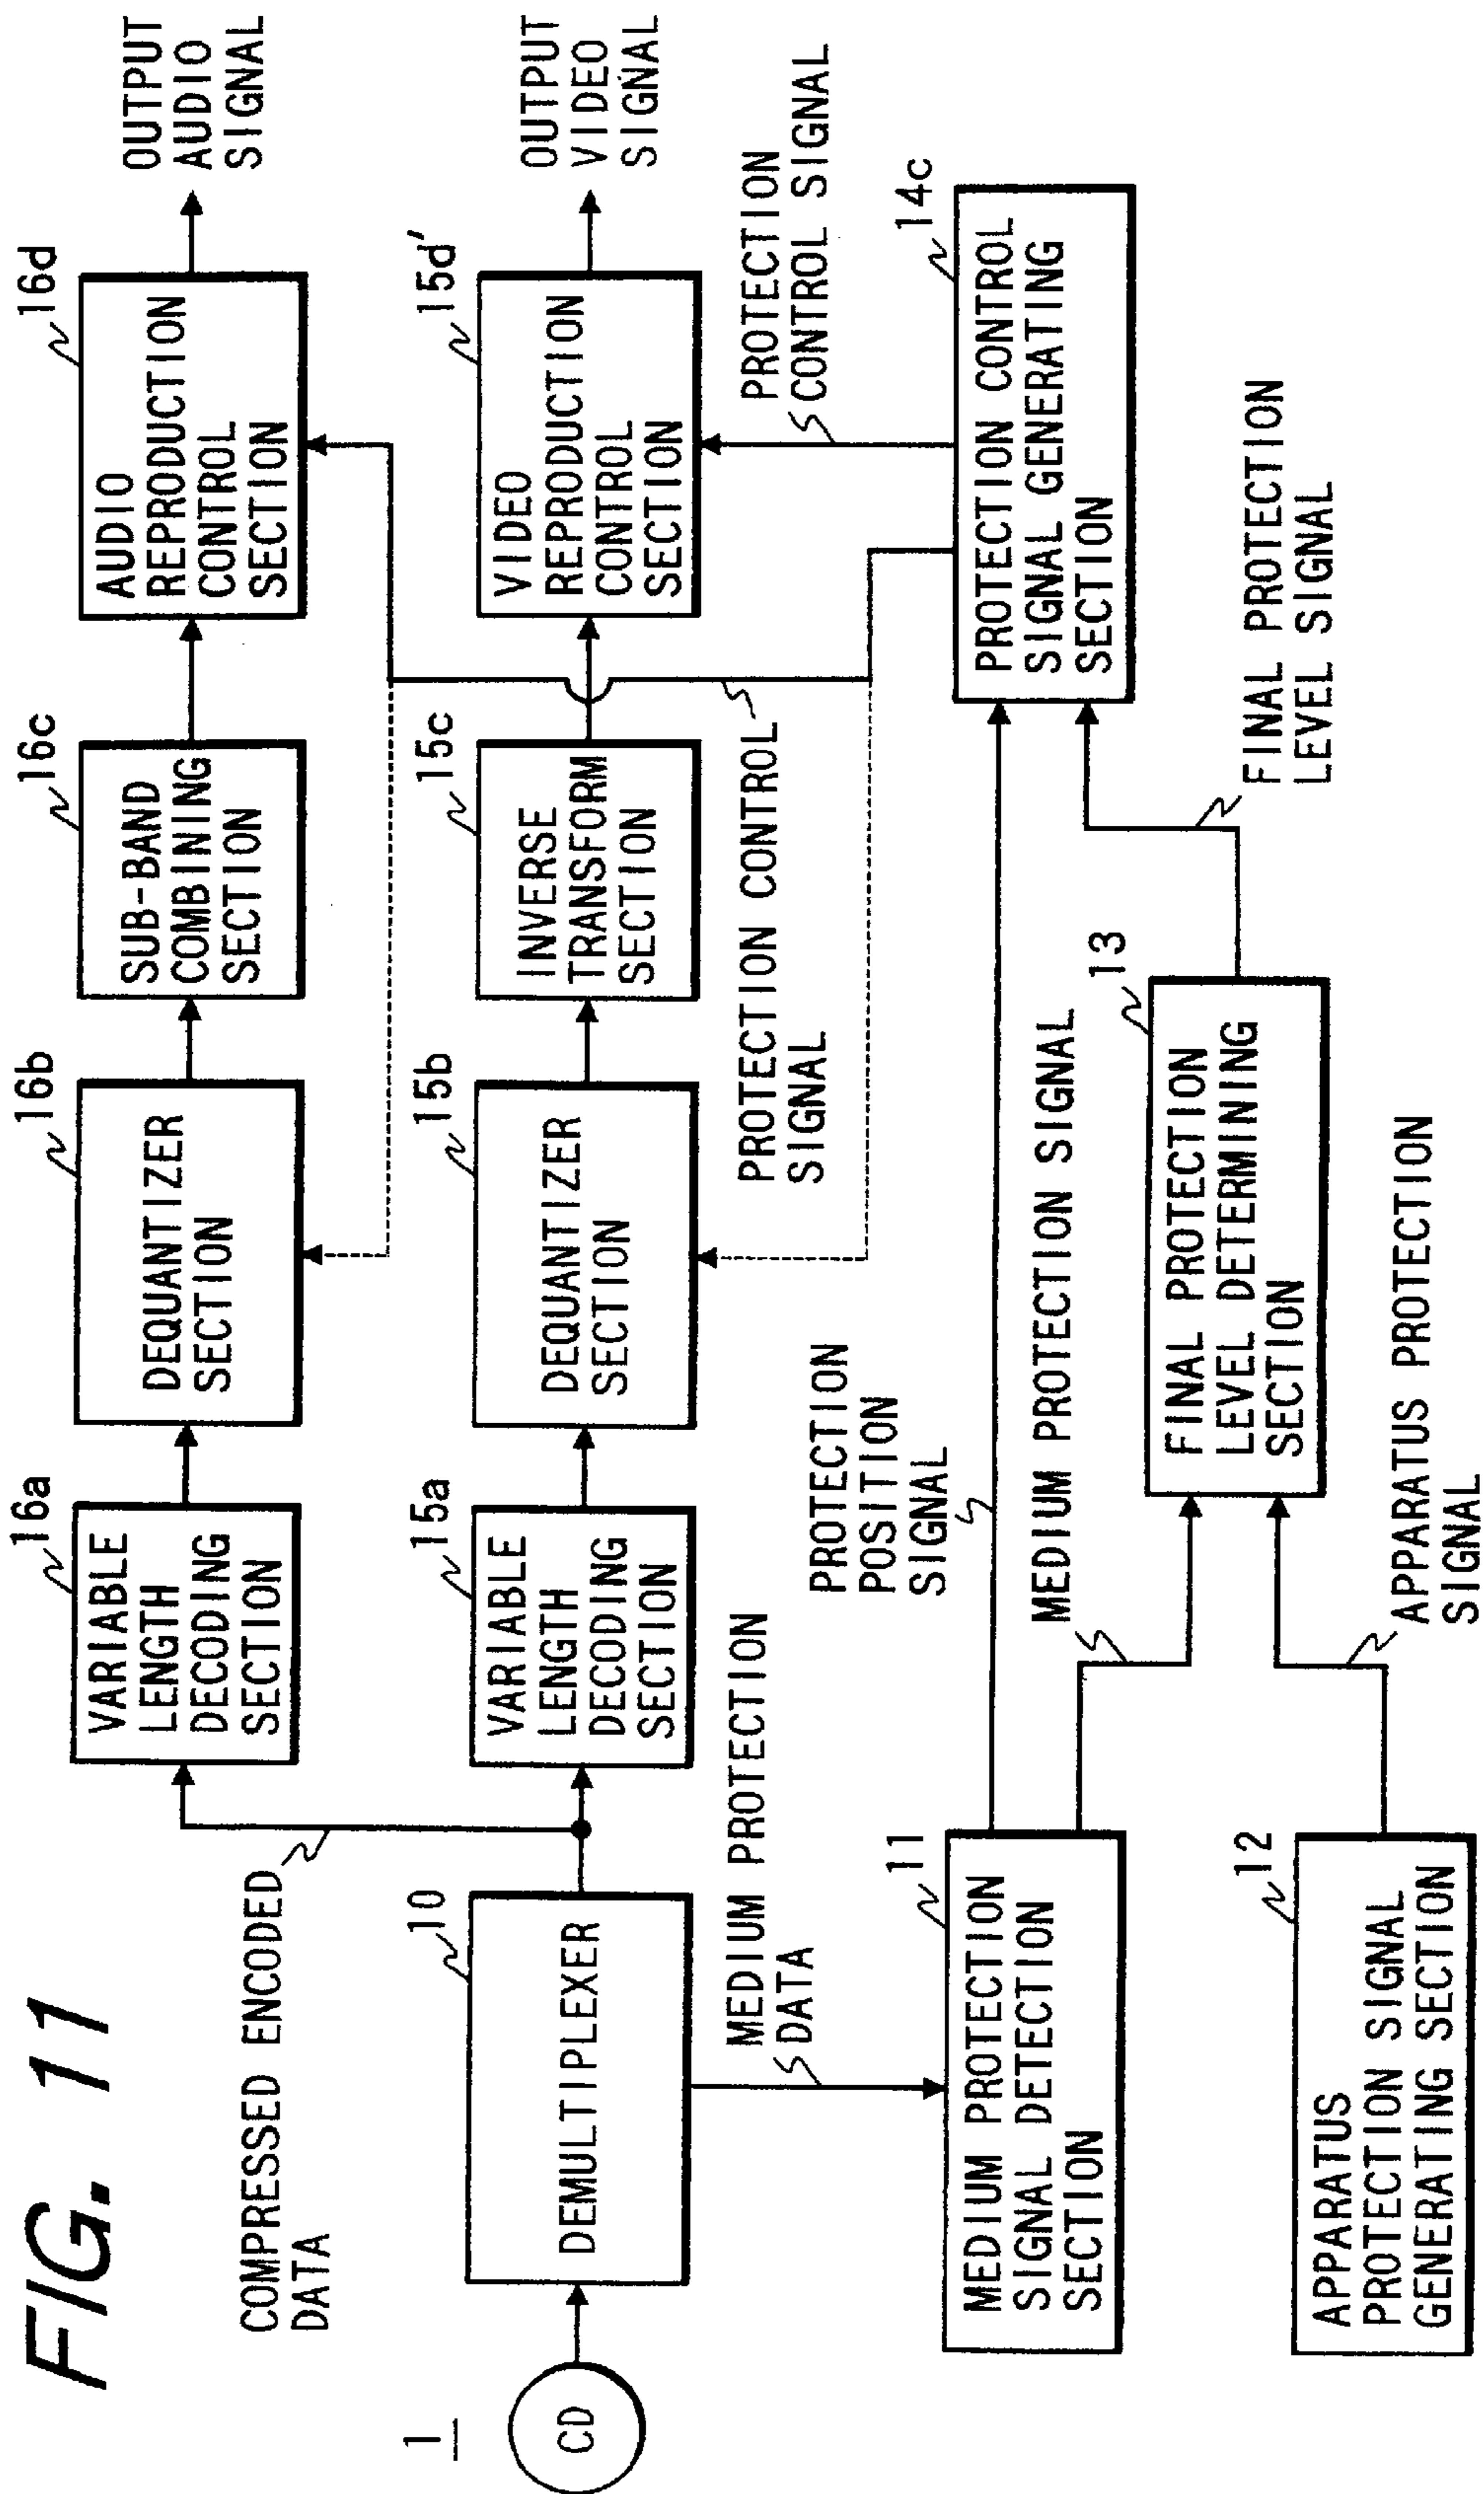 FIG. 11
1
CD
COMPRESSED ENCODED
DATA
10
DEMULTIPLEXER
MEDIUM PROTECTION
DATA
16a
VARIABLE
LENGTH
DECODING
SECTION
16b
DEQUANTIZER
SECTION
16c
SUB-BAND
COMBINING
SECTION
16d
AUDIO
REPRODUCTION
CONTROL
SECTION
OUTPUT
AUDIO
SIGNAL
15a
VARIABLE
LENGTH
DECODING
SECTION
15b
DEQUANTIZER
SECTION
15c
INVERSE
TRANSFORM
SECTION
15d'
VIDEO
REPRODUCTION
CONTROL
SECTION
OUTPUT
VIDEO
SIGNAL
PROTECTION
POSITION
SIGNAL
PROTECTION CONTROL
SIGNAL
PROTECTION
CONTROL SIGNAL
11
MEDIUM PROTECTION
SIGNAL DETECTION
SECTION
MEDIUM PROTECTION SIGNAL
14c
PROTECTION CONTROL
SIGNAL GENERATING
SECTION
12
APPARATUS
PROTECTION SIGNAL
GENERATING SECTION
APPARATUS PROTECTION
SIGNAL
13
FINAL PROTECTION
LEVEL DETERMINING
SECTION
FINAL PROTECTION
LEVEL SIGNAL